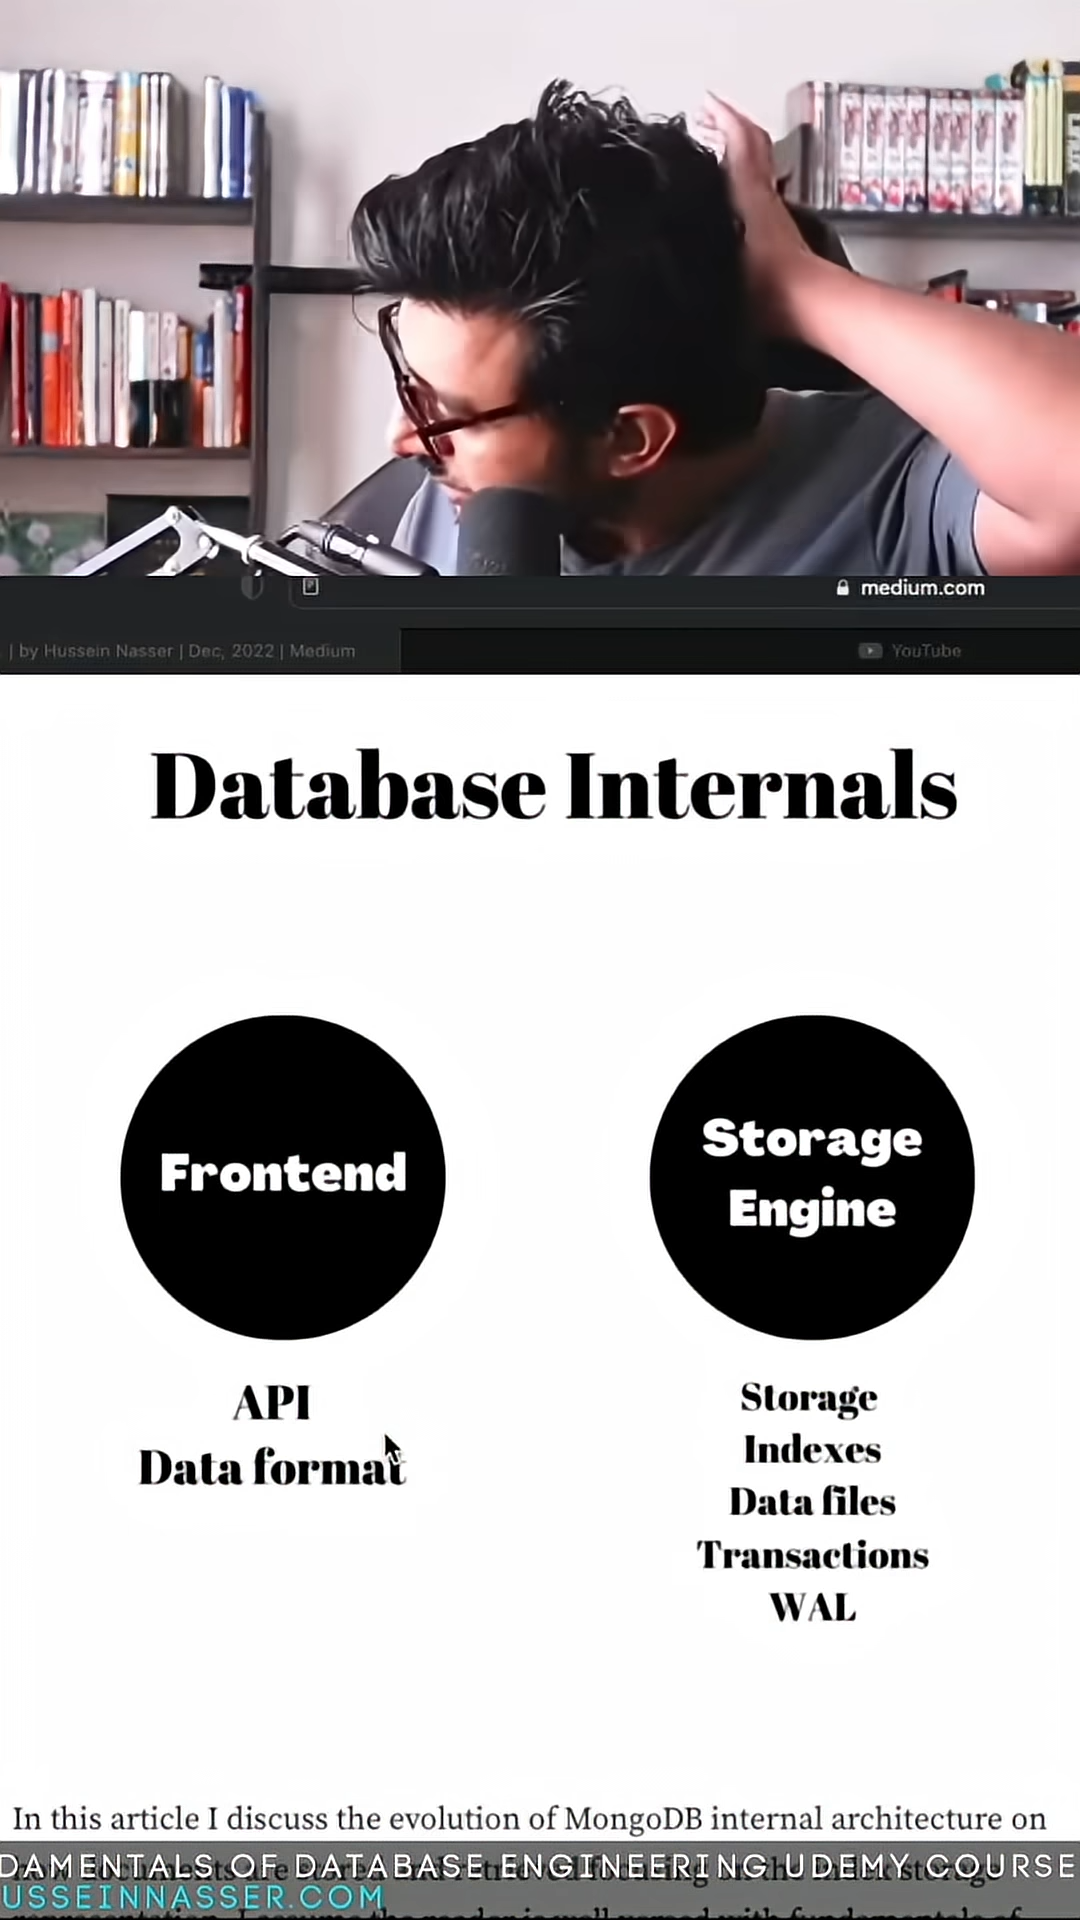 medium.com
| by Hussein Nasser | Dec, 2022 | Medium
YouTube
Database Internals
Frontend
Storage
Engine
API
Data format
Storage
Indexes
Data files
Transactions
WAL
In this article I discuss the evolution of MongoDB internal architecture on
DAMENTALS OF DATABASE ENGINEERING UDEMY COURSE
USSEINNASSER.COM